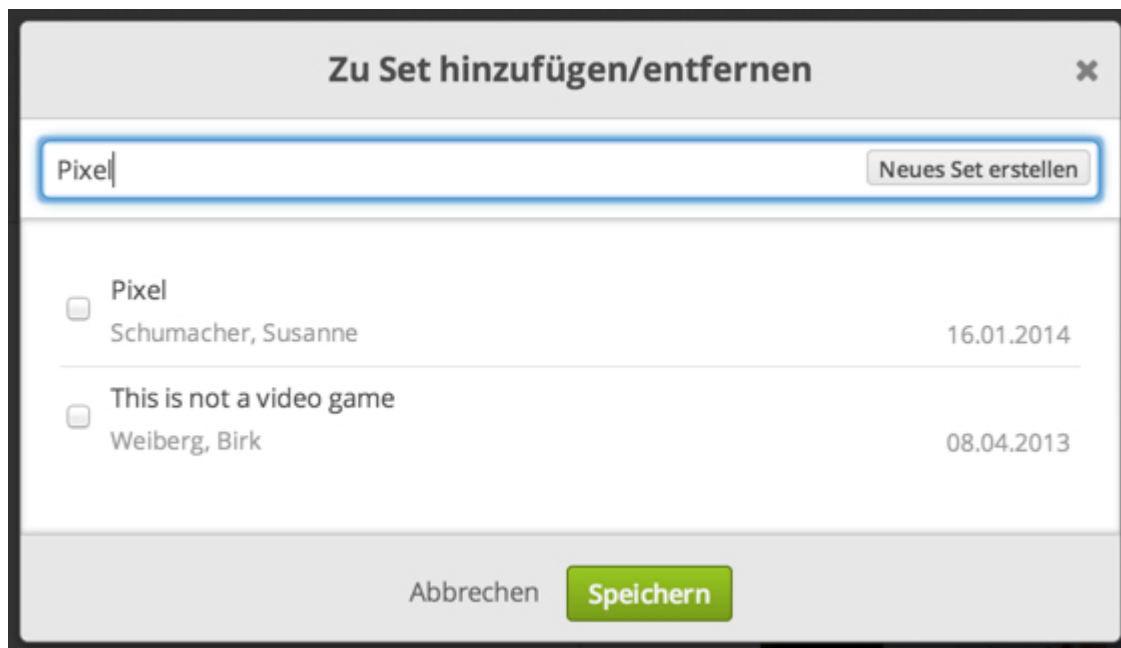 Zu Set hinzufügen/entfernen
Pixel
Neues Set erstellen
Pixel
Schumacher, Susanne
16.01.2014
This is not a video game
Weiberg, Birk
08.04.2013
Abbrechen
Speichern